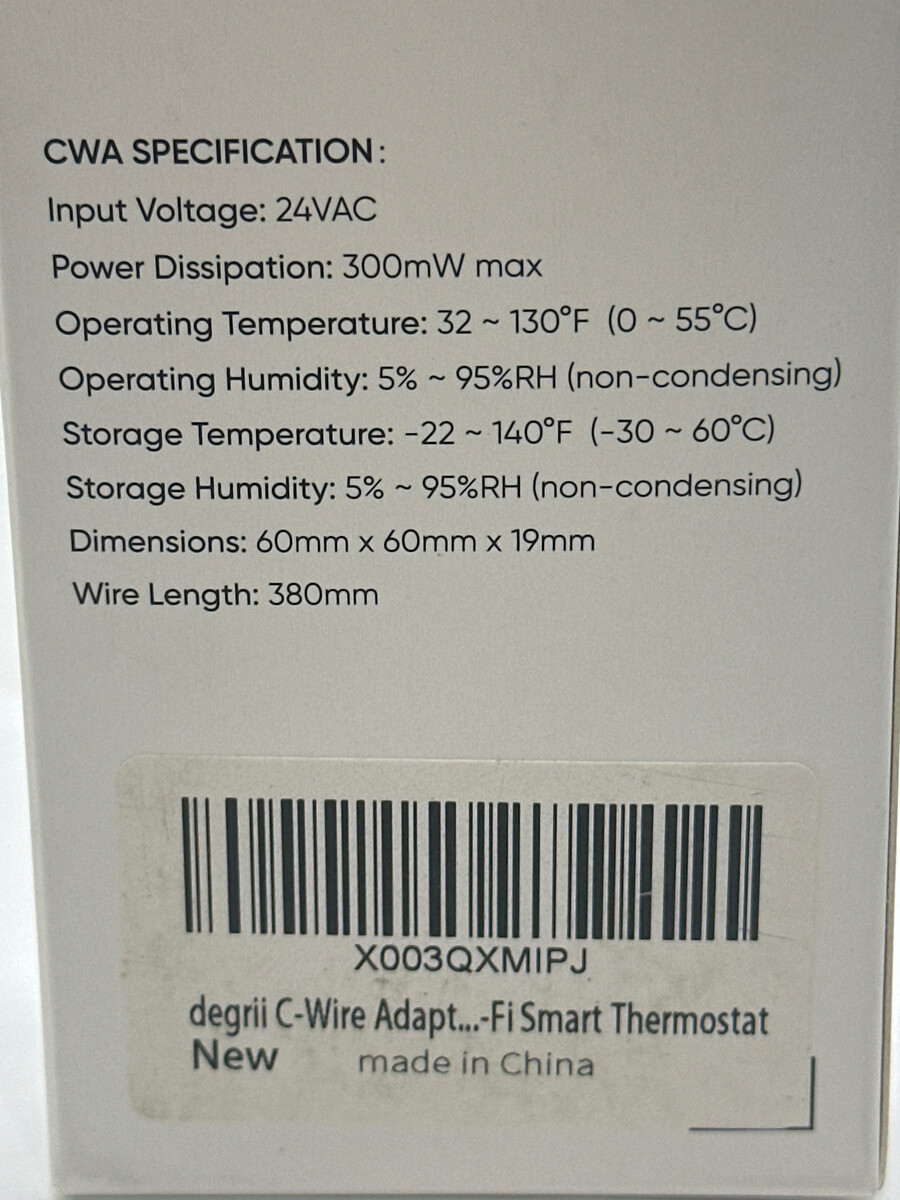 CWA SPECIFICATION:
Input Voltage: 24VAC
Power Dissipation: 300mW max
Operating Temperature: 32 ~ 130°F (0 ~ 55°C)
Operating Humidity: 5% ~ 95%RH (non-condensing)
Storage Temperature: -22 ~ 140°F (-30 ~ 60°C)
Storage Humidity: 5% ~ 95%RH (non-condensing)
Dimensions: 60mm x 60mm x 19mm
Wire Length: 380mm
X003QXMIPJ
degrii C-Wire Adapt...-Fi Smart Thermostat
New made in China